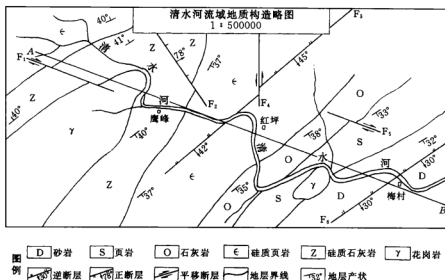 清水河流域地质构造略图
1:500000
ϵ
40°
F₃
A
41°
Z
78°
37°
45°
F₁
清
水
Z
ϵ
Z
河
F₂
F₄
O
33°
鹰峰
红坪
38°
F₅
40°
γ
40°
42°
清
O
S
水
河
D
30°
Z
37°
35°
O
S
γ
D
梅村
30°
F₆
B
图例
D 砂岩
S 页岩
O 石灰岩
ϵ 硅质页岩
Z 硅质石灰岩
γ 花岗岩
逆断层
正断层
平移断层
地层界线
地层产状